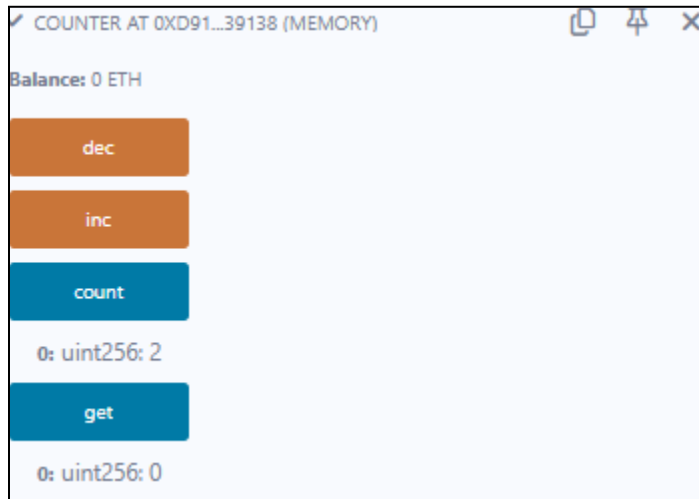 COUNTER AT 0XD91...39138 (MEMORY)
Balance: 0 ETH
dec
inc
count
0: uint256: 2
get
0: uint256: 0